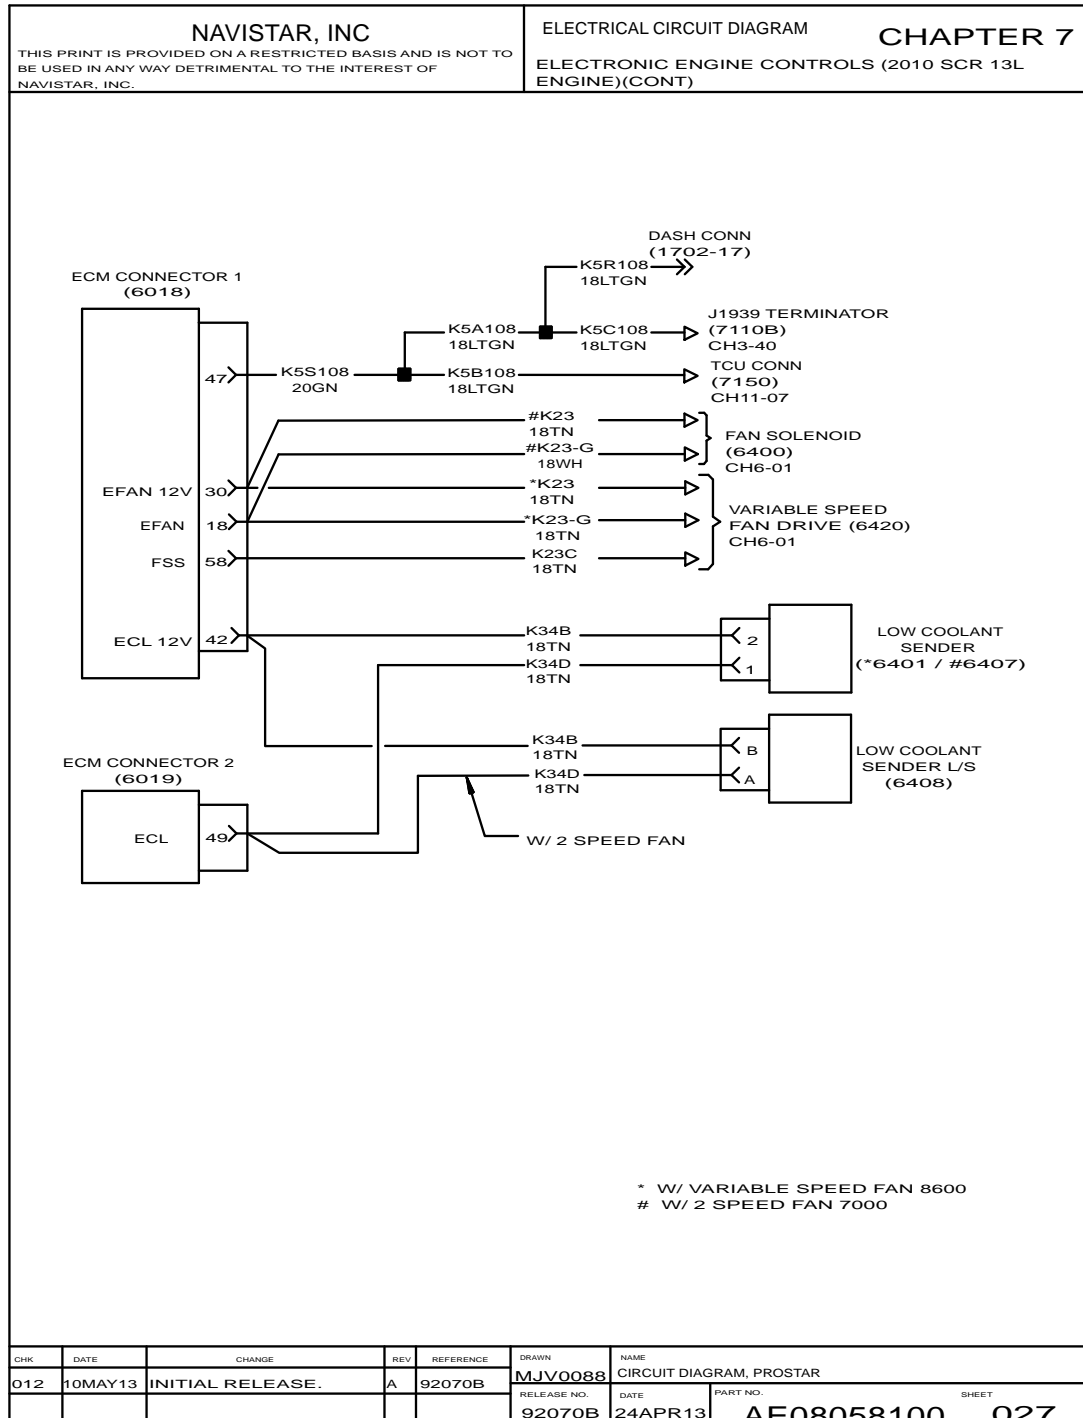 NAVISTAR, INC
THIS PRINT IS PROVIDED ON A RESTRICTED BASIS AND IS NOT TO
BE USED IN ANY WAY DETRIMENTAL TO THE INTEREST OF
NAVISTAR, INC.
ELECTRICAL CIRCUIT DIAGRAM
CHAPTER 7
ELECTRONIC ENGINE CONTROLS (2010 SCR 13L
ENGINE)(CONT)
DASH CONN
(1702-17)
K5R108
18LTGN
ECM CONNECTOR 1
(6018)
J1939 TERMINATOR
(7110B)
CH3-40
K5A108
18LTGN
K5C108
18LTGN
TCU CONN
(7150)
CH11-07
47
K5S108
20GN
K5B108
18LTGN
#K23
18TN
#K23-G
18WH
FAN SOLENOID
(6400)
CH6-01
EFAN 12V
30
*K23
18TN
EFAN
18
*K23-G
18TN
VARIABLE SPEED
FAN DRIVE (6420)
CH6-01
FSS
58
K23C
18TN
ECL 12V
42
K34B
18TN
2
K34D
18TN
1
LOW COOLANT
SENDER
(*6401 / #6407)
K34B
18TN
B
K34D
18TN
A
LOW COOLANT
SENDER L/S
(6408)
ECM CONNECTOR 2
(6019)
ECL
49
W/ 2 SPEED FAN
* W/ VARIABLE SPEED FAN 8600
# W/ 2 SPEED FAN 7000
CHK DATE CHANGE REV REFERENCE
012 10MAY13 INITIAL RELEASE. A 92070B
DRAWN
MJV0088
NAME
CIRCUIT DIAGRAM, PROSTAR
RELEASE NO.
92070B
DATE
24APR13
PART NO.
AE08058100
SHEET
027